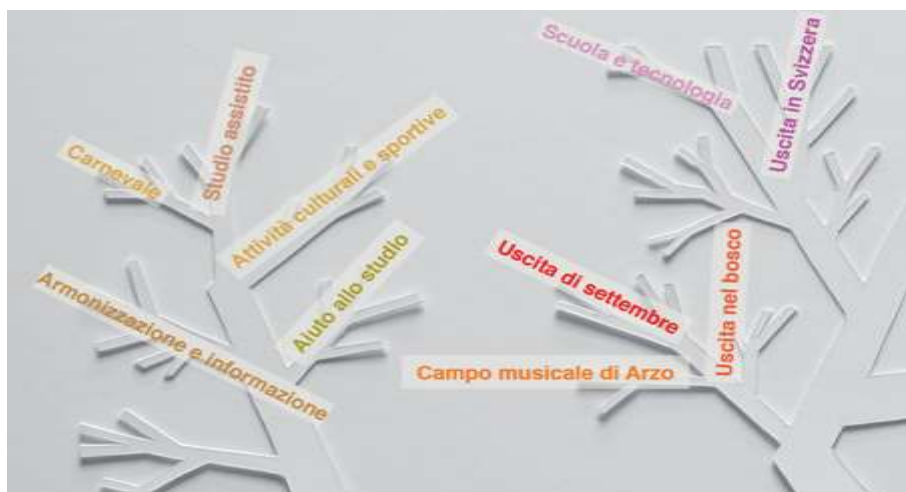 Scuola e tecnologia
Uscita in Svizzera
Studio assistito
Carnevale
Attività culturali e sportive
Aiuto allo studio
Uscita di settembre
Uscita nel bosco
Armonizzazione e informazione
Campo musicale di Arzo